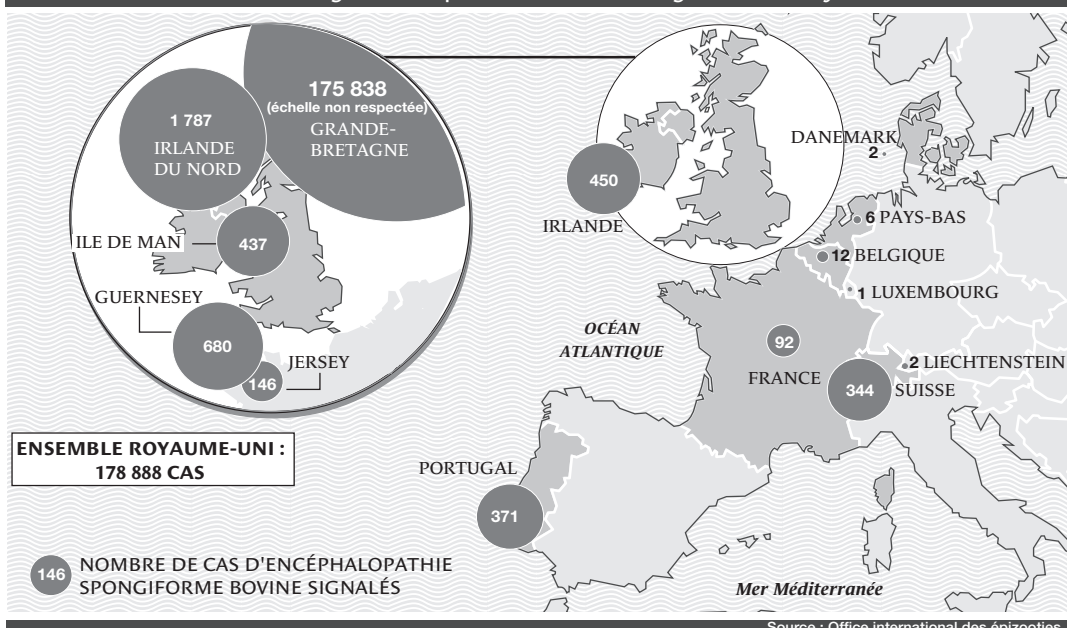 175 838
(échelle non respectée)
GRANDE-
BRETAGNE
1 787
IRLANDE
DU NORD
ILE DE MAN
437
GUERNESEY
680
JERSEY
146
ENSEMBLE ROYAUME-UNI :
178 888 CAS
450
IRLANDE
DANEMARK
2
6 PAYS-BAS
12 BELGIQUE
1 LUXEMBOURG
OCÉAN
ATLANTIQUE
92
FRANCE
2 LIECHTENSTEIN
344 SUISSE
PORTUGAL
371
Mer Méditerranée
146 NOMBRE DE CAS D'ENCÉPHALOPATHIE
SPONGIFORME BOVINE SIGNALÉS
Source : Office international des épizooties